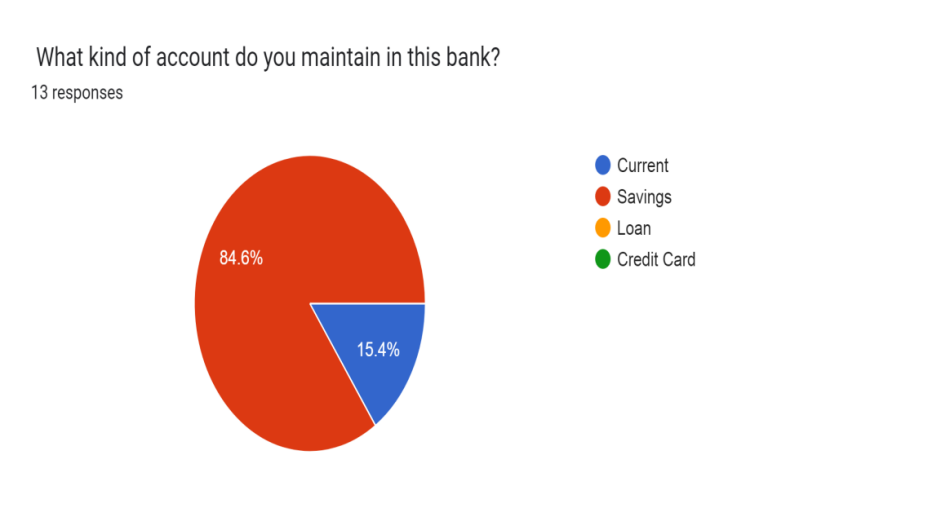 What kind of account do you maintain in this bank?
13 responses
Current
Savings
Loan
Credit Card
84.6%
15.4%